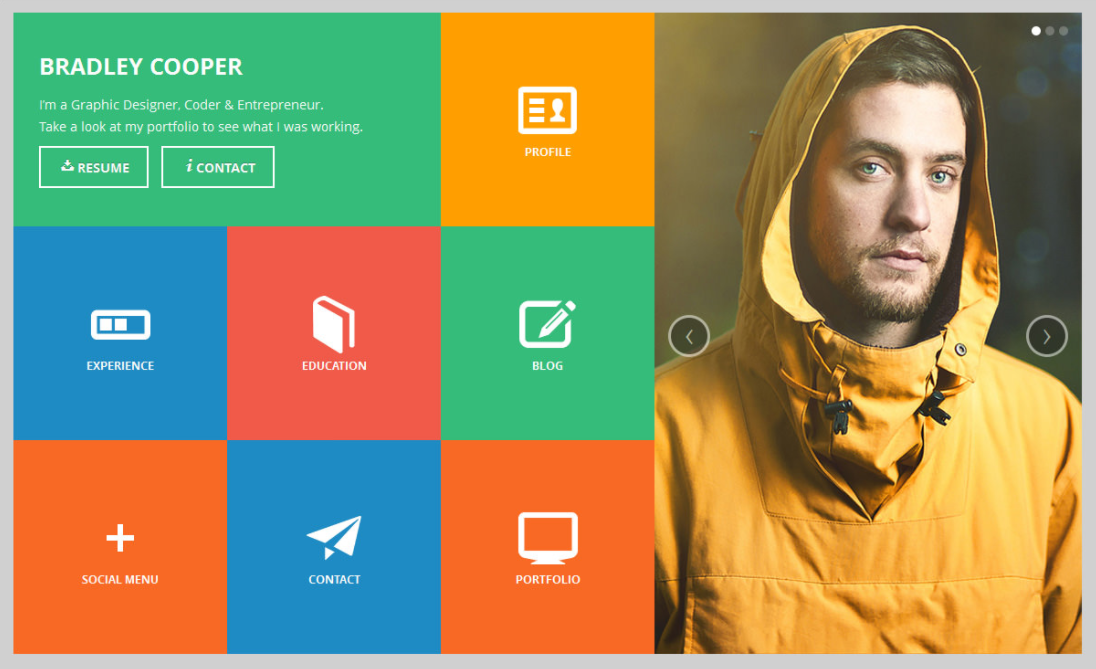 BRADLEY COOPER
I'm a Graphic Designer, Coder & Entrepreneur.
Take a look at my portfolio to see what I was working.
RESUME
i CONTACT
PROFILE
EXPERIENCE
EDUCATION
BLOG
SOCIAL MENU
CONTACT
PORTFOLIO